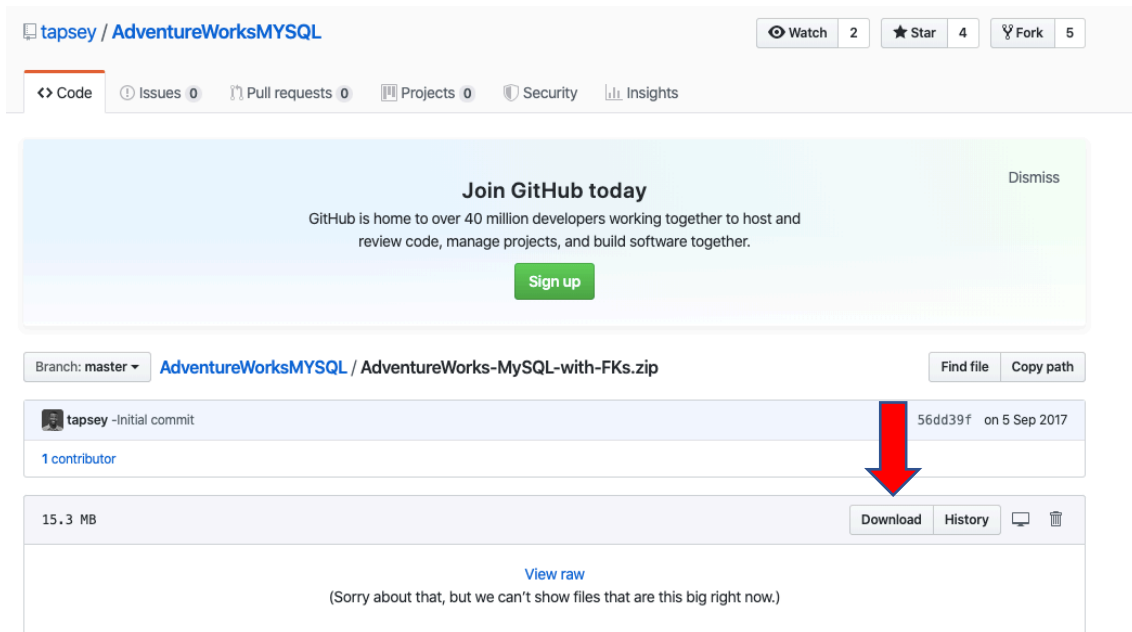 tapsey / AdventureWorksMYSQL
Watch 2 Star 4 Fork 5
Code Issues 0 Pull requests 0 Projects 0 Security Insights
Dismiss
Join GitHub today
GitHub is home to over 40 million developers working together to host and
review code, manage projects, and build software together.
Sign up
Branch: master AdventureWorksMYSQL / AdventureWorks-MySQL-with-FKs.zip Find file Copy path
tapsey -Initial commit 56dd39f on 5 Sep 2017
1 contributor
15.3 MB Download History
View raw
(Sorry about that, but we can't show files that are this big right now.)